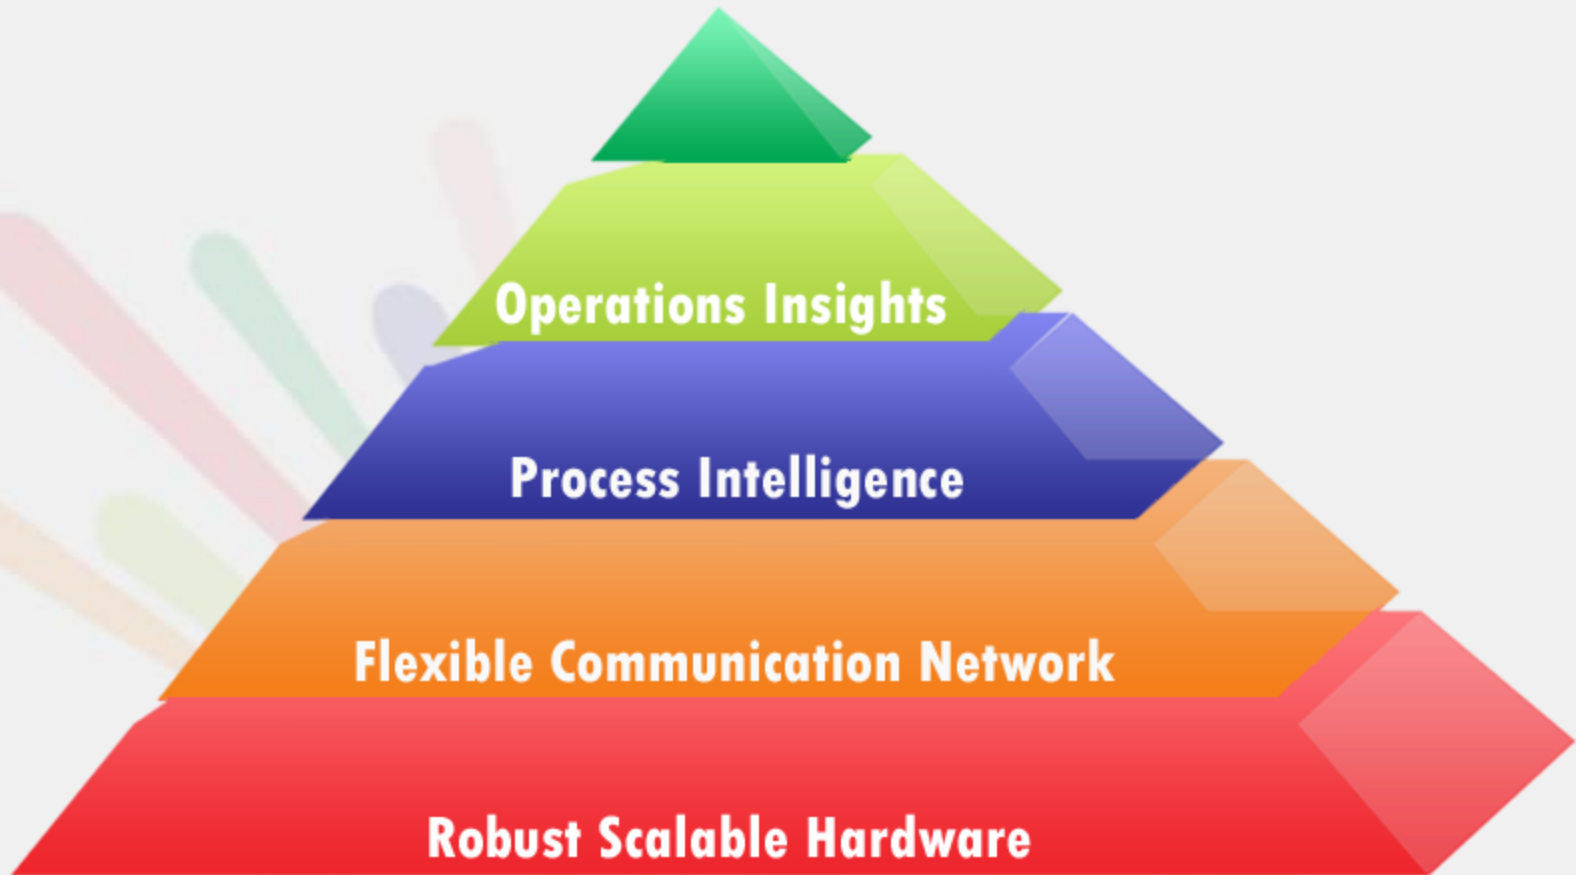 Operations Insights
Process Intelligence
Flexible Communication Network
Robust Scalable Hardware